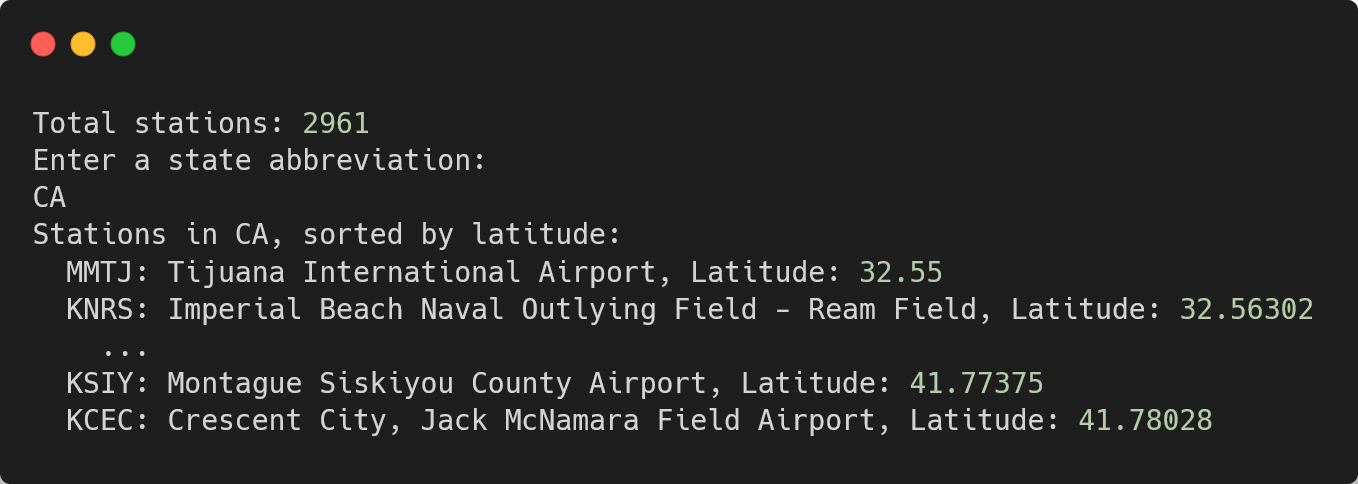 Total stations: 2961
Enter a state abbreviation:
CA
Stations in CA, sorted by latitude:
  MMTJ: Tijuana International Airport, Latitude: 32.55
  KNRS: Imperial Beach Naval Outlying Field - Ream Field, Latitude: 32.56302
    ...
  KSIY: Montague Siskiyou County Airport, Latitude: 41.77375
  KCEC: Crescent City, Jack McNamara Field Airport, Latitude: 41.78028